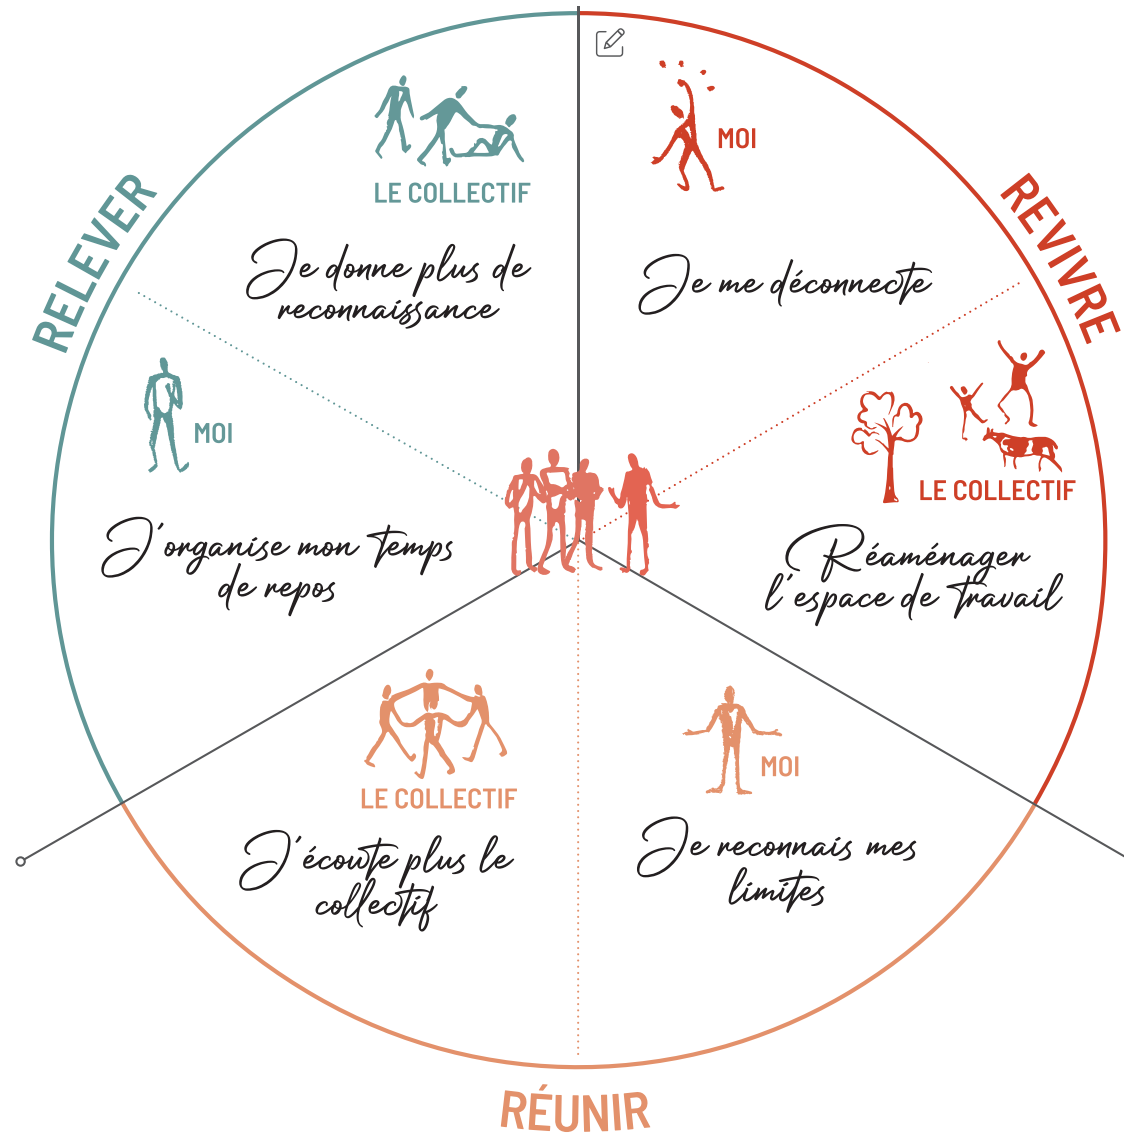 RELEVER
LE COLLECTIF
Je donne plus de
reconnaissance
MOI
J'organise mon temps
de repos
REVIVRE
MOI
Je me déconnecte
LE COLLECTIF
Réaménager
l'espace de travail
LE COLLECTIF
J'écoute plus le
collectif
MOI
Je reconnais mes
limites
RÉUNIR